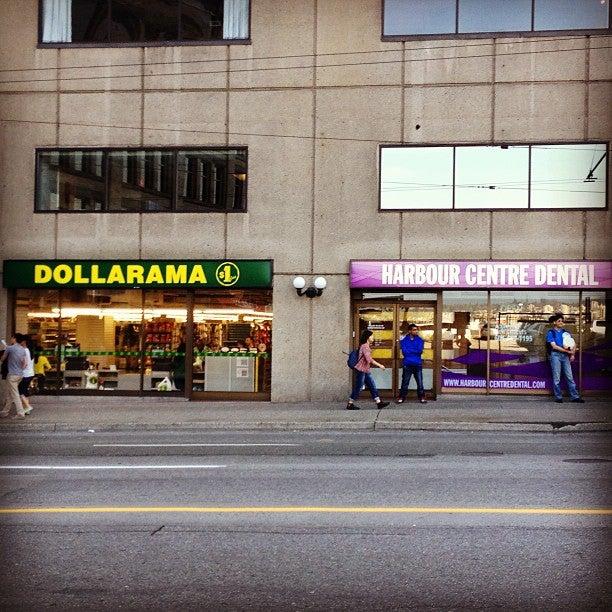 DOLLARAMA $1
HARBOUR CENTRE DENTAL
WWW.HARBOURCENTREDENTAL.COM